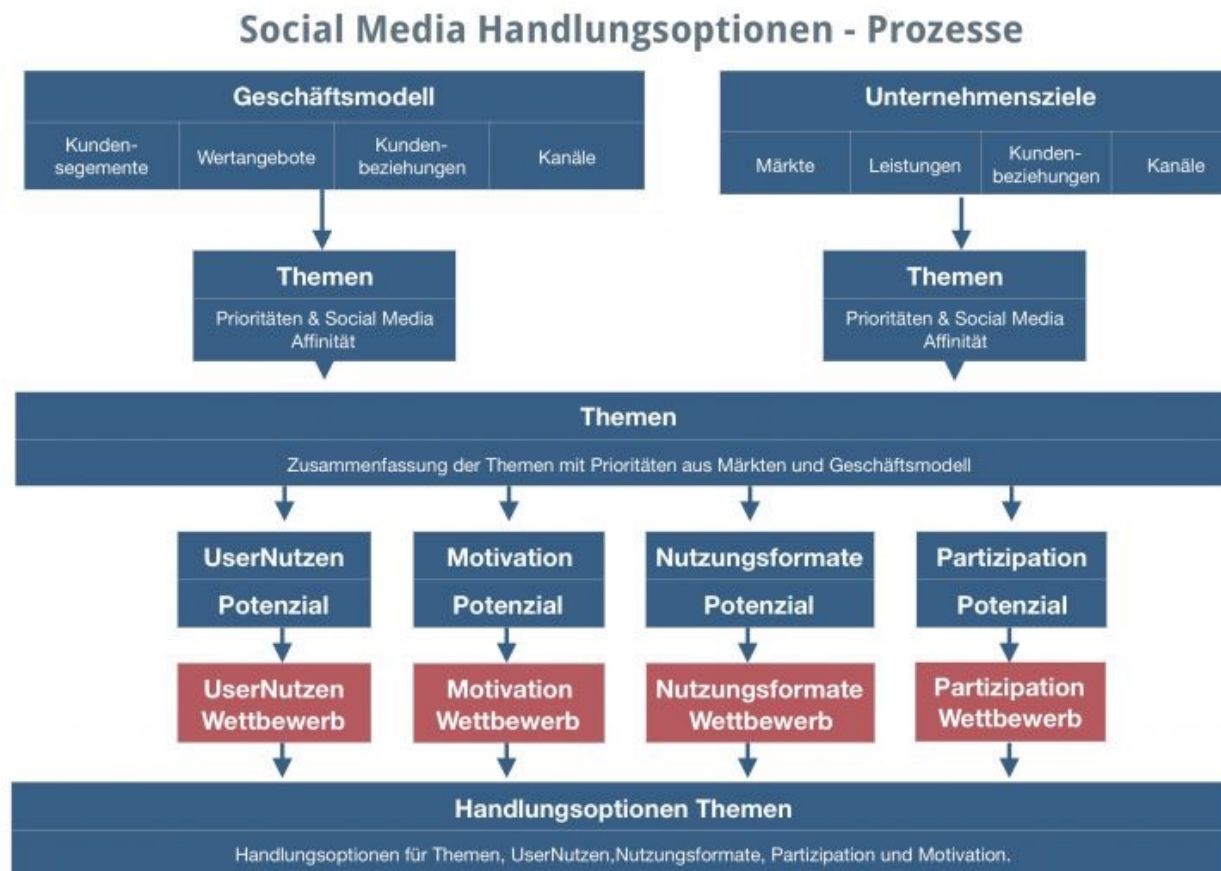 Social Media Handlungsoptionen - Prozesse
Geschäftsmodell
Kunden-
segemente
Wertangebote
Kunden-
beziehungen
Kanäle
Unternehmensziele
Märkte
Leistungen
Kunden-
beziehungen
Kanäle
Themen
Prioritäten & Social Media
Affinität
Themen
Prioritäten & Social Media
Affinität
Themen
Zusammenfassung der Themen mit Prioritäten aus Märkten und Geschäftsmodell
UserNutzen
Potenzial
Motivation
Potenzial
Nutzungsformate
Potenzial
Partizipation
Potenzial
UserNutzen
Wettbewerb
Motivation
Wettbewerb
Nutzungsformate
Wettbewerb
Partizipation
Wettbewerb
Handlungsoptionen Themen
Handlungsoptionen für Themen, UserNutzen,Nutzungsformate, Partizipation und Motivation.